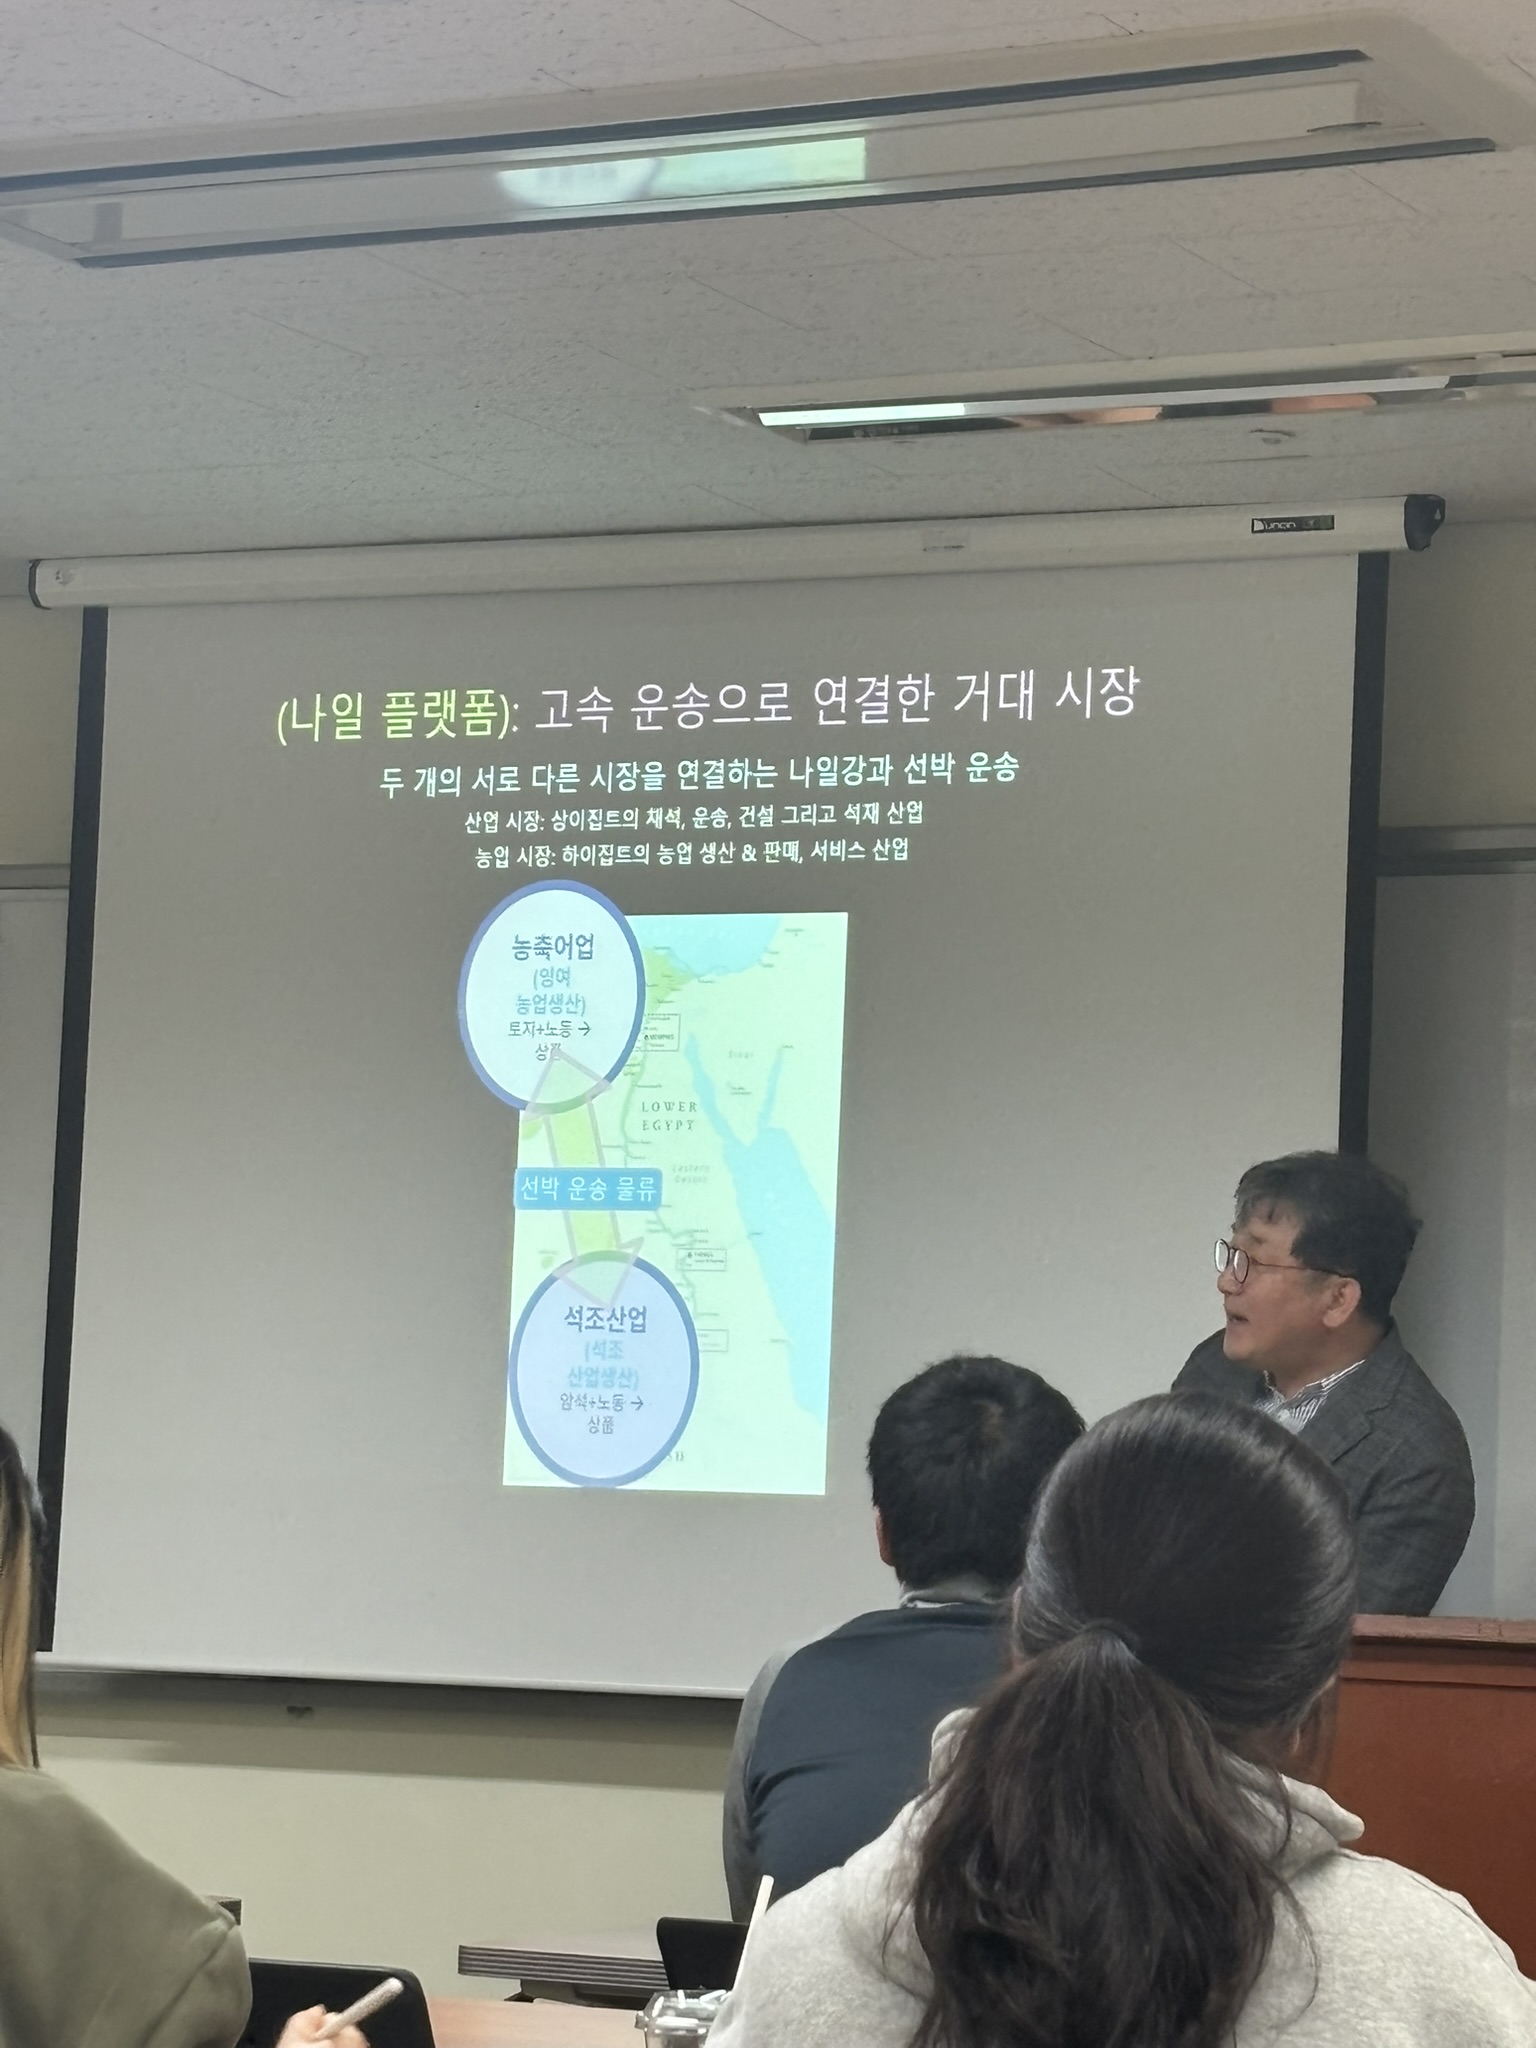 (나일 플랫폼): 고속 운송으로 연결한 거대 시장
두 개의 서로 다른 시장을 연결하는 나일강과 선박 운송
산업 시장: 상이집트의 채석, 운송, 건설 그리고 석재 산업
농업 시장: 하이집트의 농업 생산 & 판매, 서비스 산업
농축어업
(잉여
농업생산)
토지+노동 →
상품
LOWER
EGYPT
Sinai
Eastern
Desert
선박 운송 물류
석조산업
(석조
산업생산)
암석+노동 →
상품